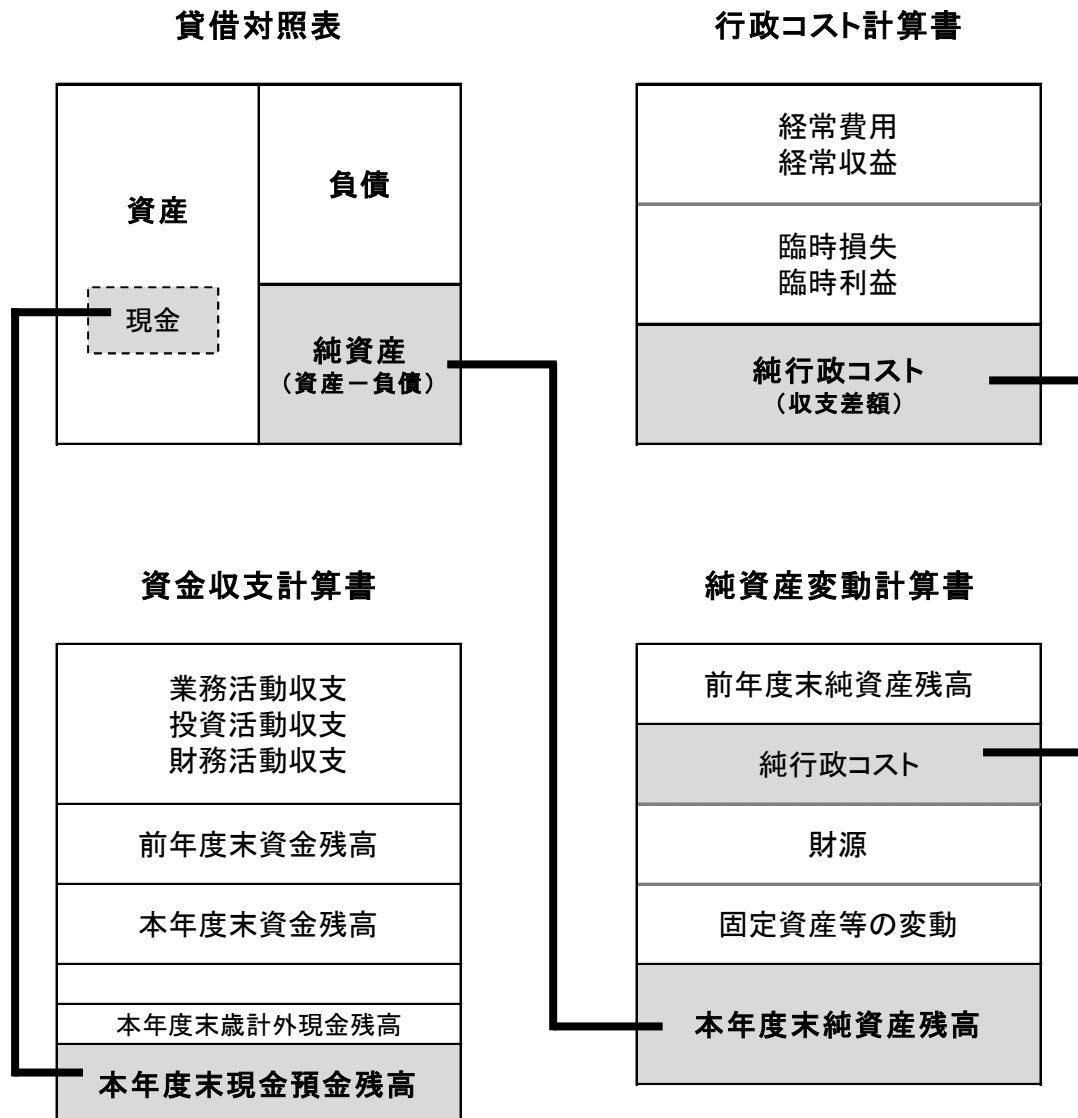 貸借対照表
資産
現金
負債
純資産
（資産－負債）
行政コスト計算書
経常費用
経常収益
臨時損失
臨時利益
純行政コスト
（収支差額）
資金収支計算書
業務活動収支
投資活動収支
財務活動収支
前年度末資金残高
本年度末資金残高
本年度末歳計外現金残高
本年度末現金預金残高
純資産変動計算書
前年度末純資産残高
純行政コスト
財源
固定資産等の変動
本年度末純資産残高